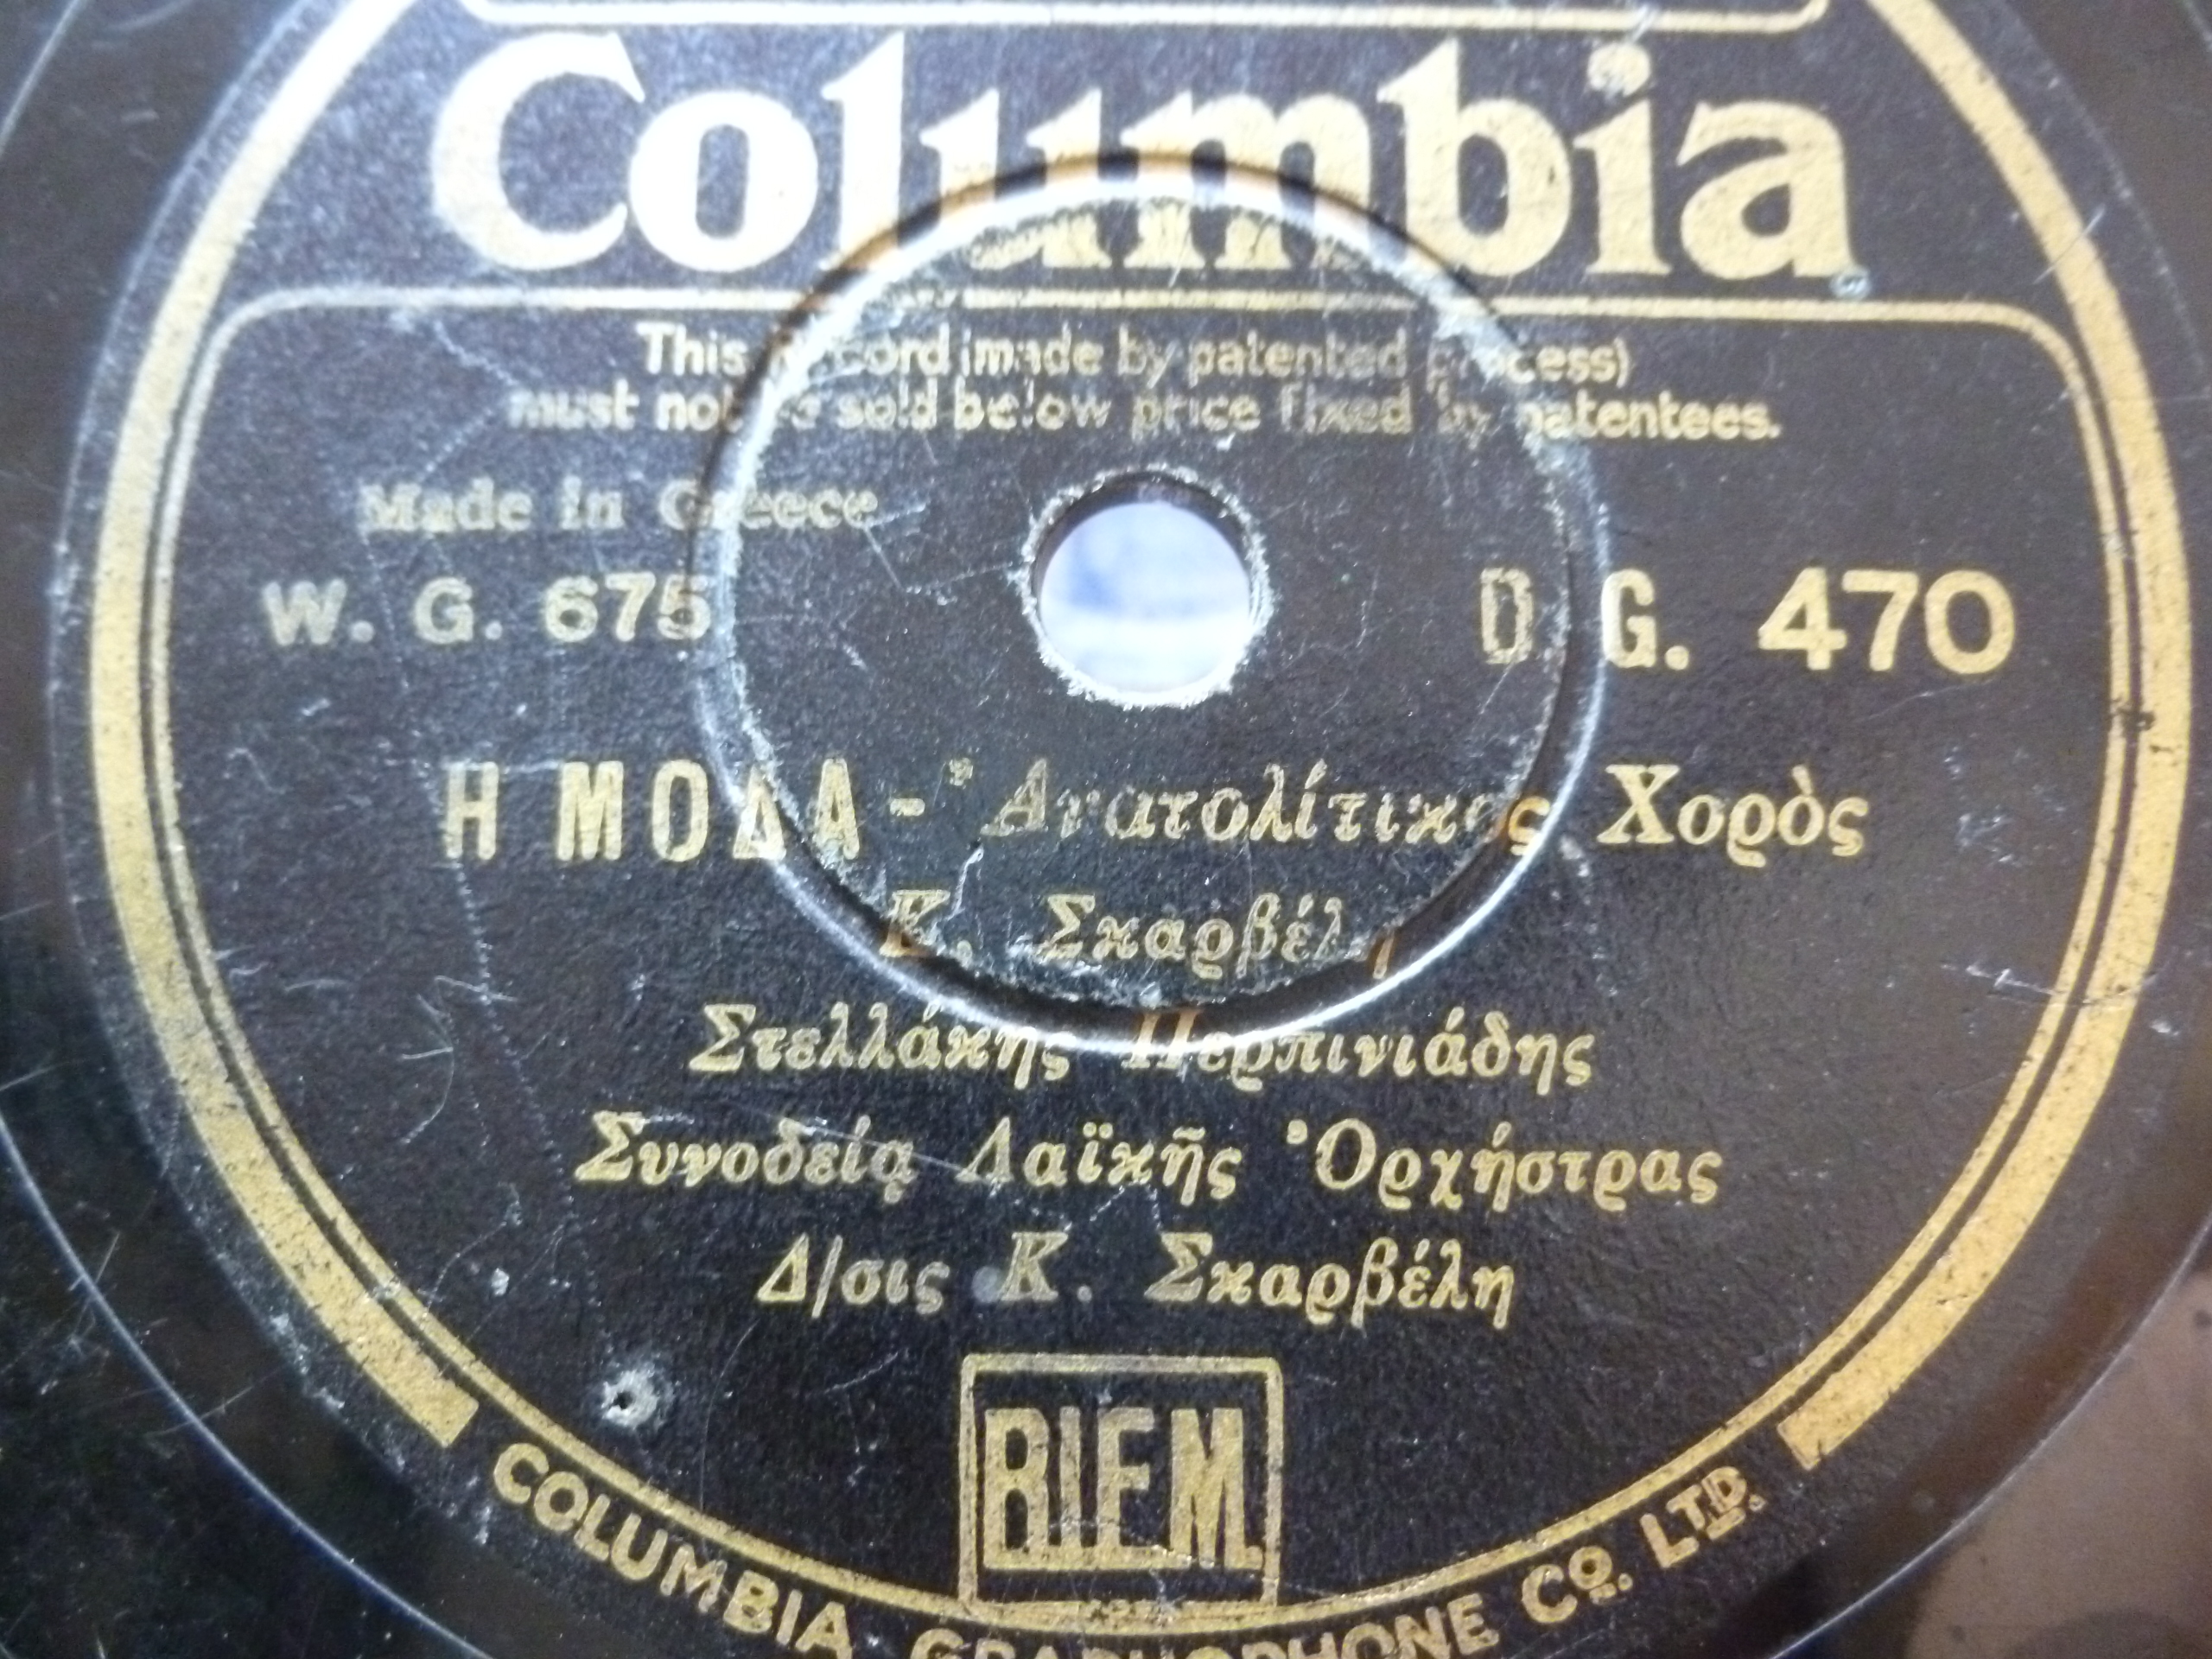 Columbia
This record (made by patented process)
must not be sold below price fixed by patentees.
Made in Greece
W. G. 675
D. G. 470
Η ΜΟΔΑ - Ἀνατολίτικος Χορὸς
Κ. Σκαρβέλη
Στελλάκης Περπινιάδης
Συνοδείᾳ Λαϊκῆς Ὀρχήστρας
Δ/σις Κ. Σκαρβέλη
BIEM
COLUMBIA GRAPHOPHONE CO. LTD.